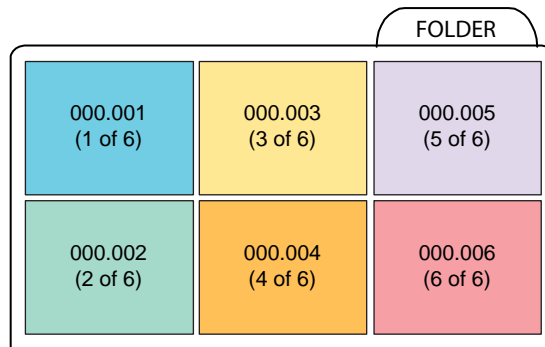 FOLDER
000.001
(1 of 6)
000.003
(3 of 6)
000.005
(5 of 6)
000.002
(2 of 6)
000.004
(4 of 6)
000.006
(6 of 6)